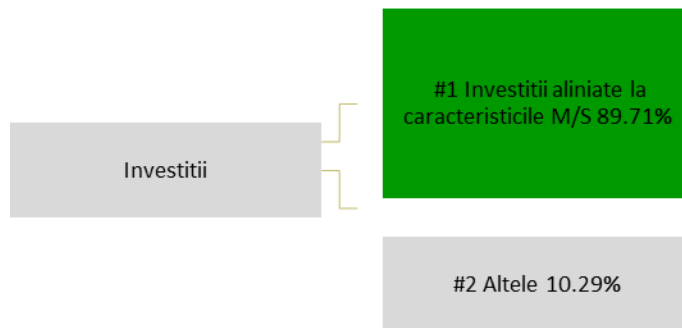 Investitii
#1 Investitii aliniate la
caracteristicile M/S 89.71%
#2 Altele 10.29%